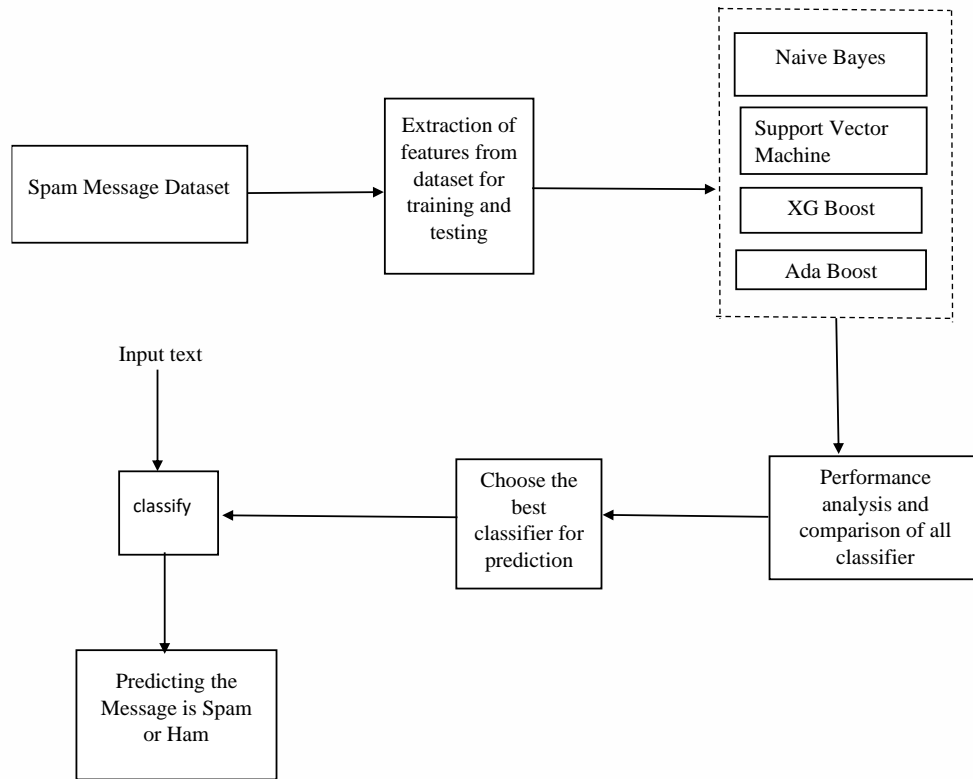 Spam Message Dataset
Extraction of
features from
dataset for
training and
testing
Naive Bayes
Support Vector
Machine
XG Boost
Ada Boost
Performance
analysis and
comparison of all
classifier
Choose the
best
classifier for
prediction
Input text
classify
Predicting the
Message is Spam
or Ham